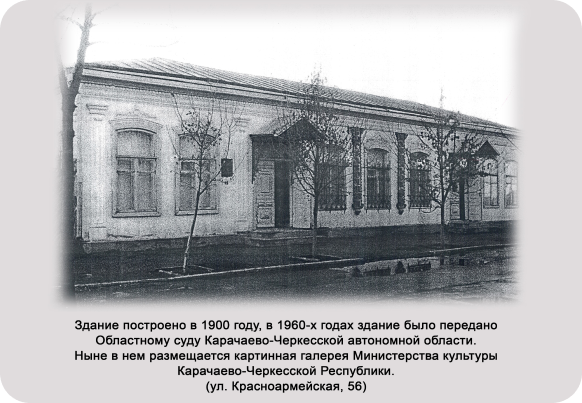 Здание построено в 1900 году, в 1960-х годах здание было передано
Областному суду Карачаево-Черкесской автономной области.
Ныне в нем размещается картинная галерея Министерства культуры
Карачаево-Черкесской Республики.
(ул. Красноармейская, 56)